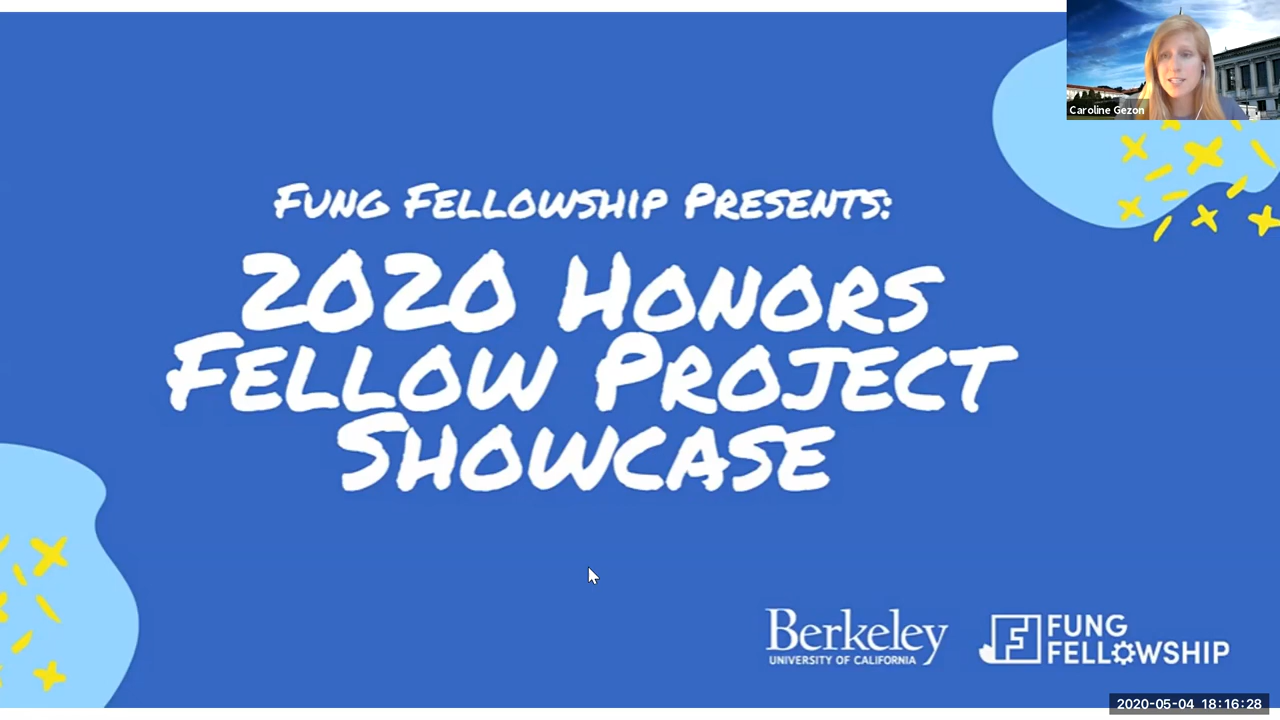 Caroline Gezon
Fung Fellowship Presents:
2020 Honors
Fellow Project
Showcase
Berkeley
UNIVERSITY OF CALIFORNIA
FUNG
FELLOWSHIP
2020-05-04 18:16:28